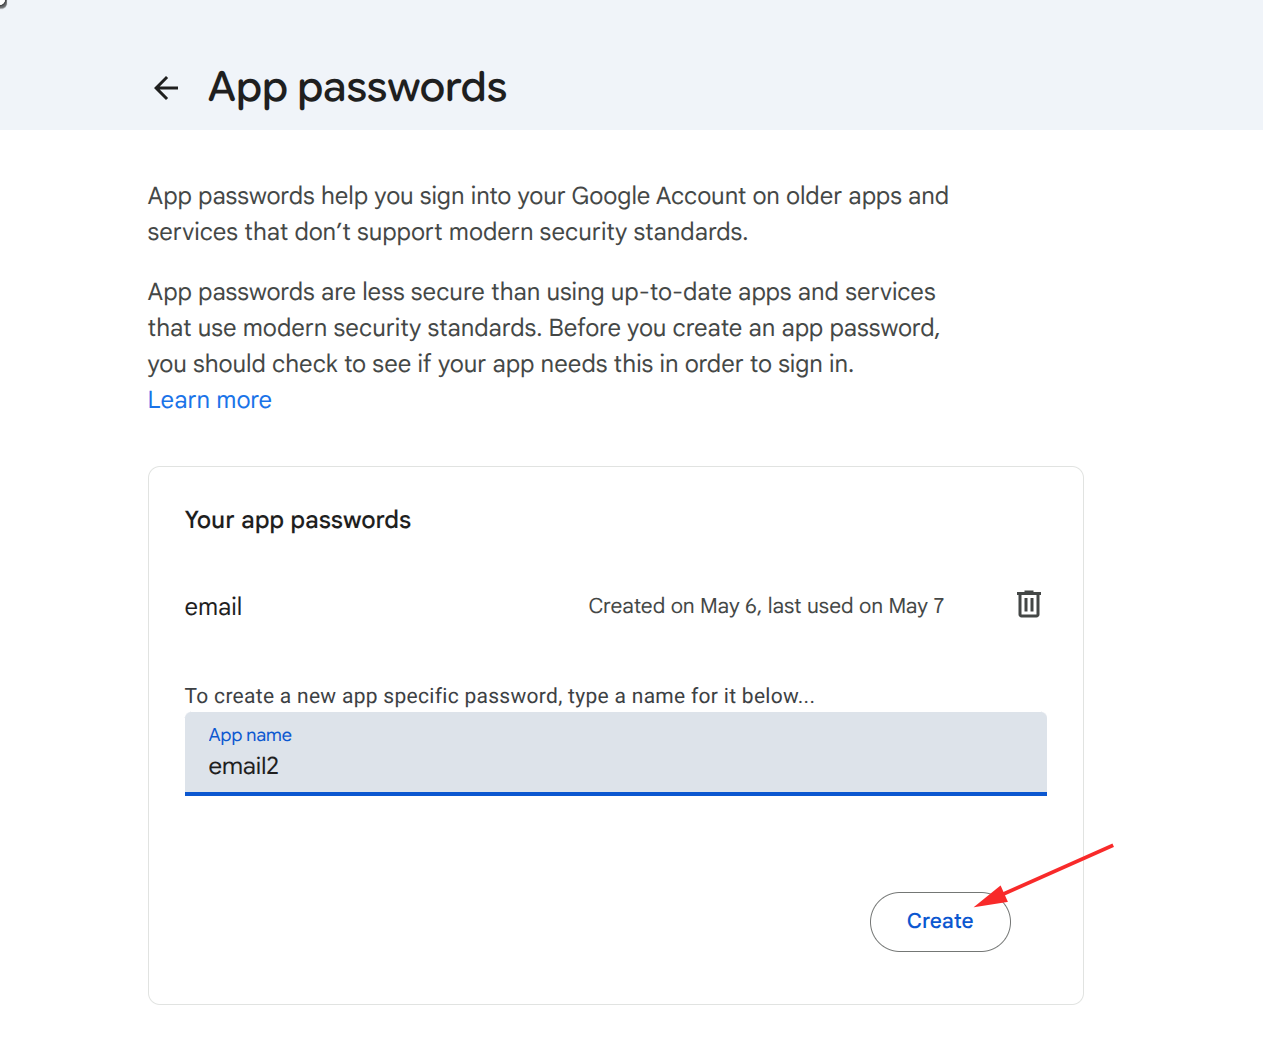 App passwords
App passwords help you sign into your Google Account on older apps and
services that don’t support modern security standards.
App passwords are less secure than using up-to-date apps and services
that use modern security standards. Before you create an app password,
you should check to see if your app needs this in order to sign in.
Learn more
Your app passwords
email
Created on May 6, last used on May 7
To create a new app specific password, type a name for it below...
App name
email2
Create